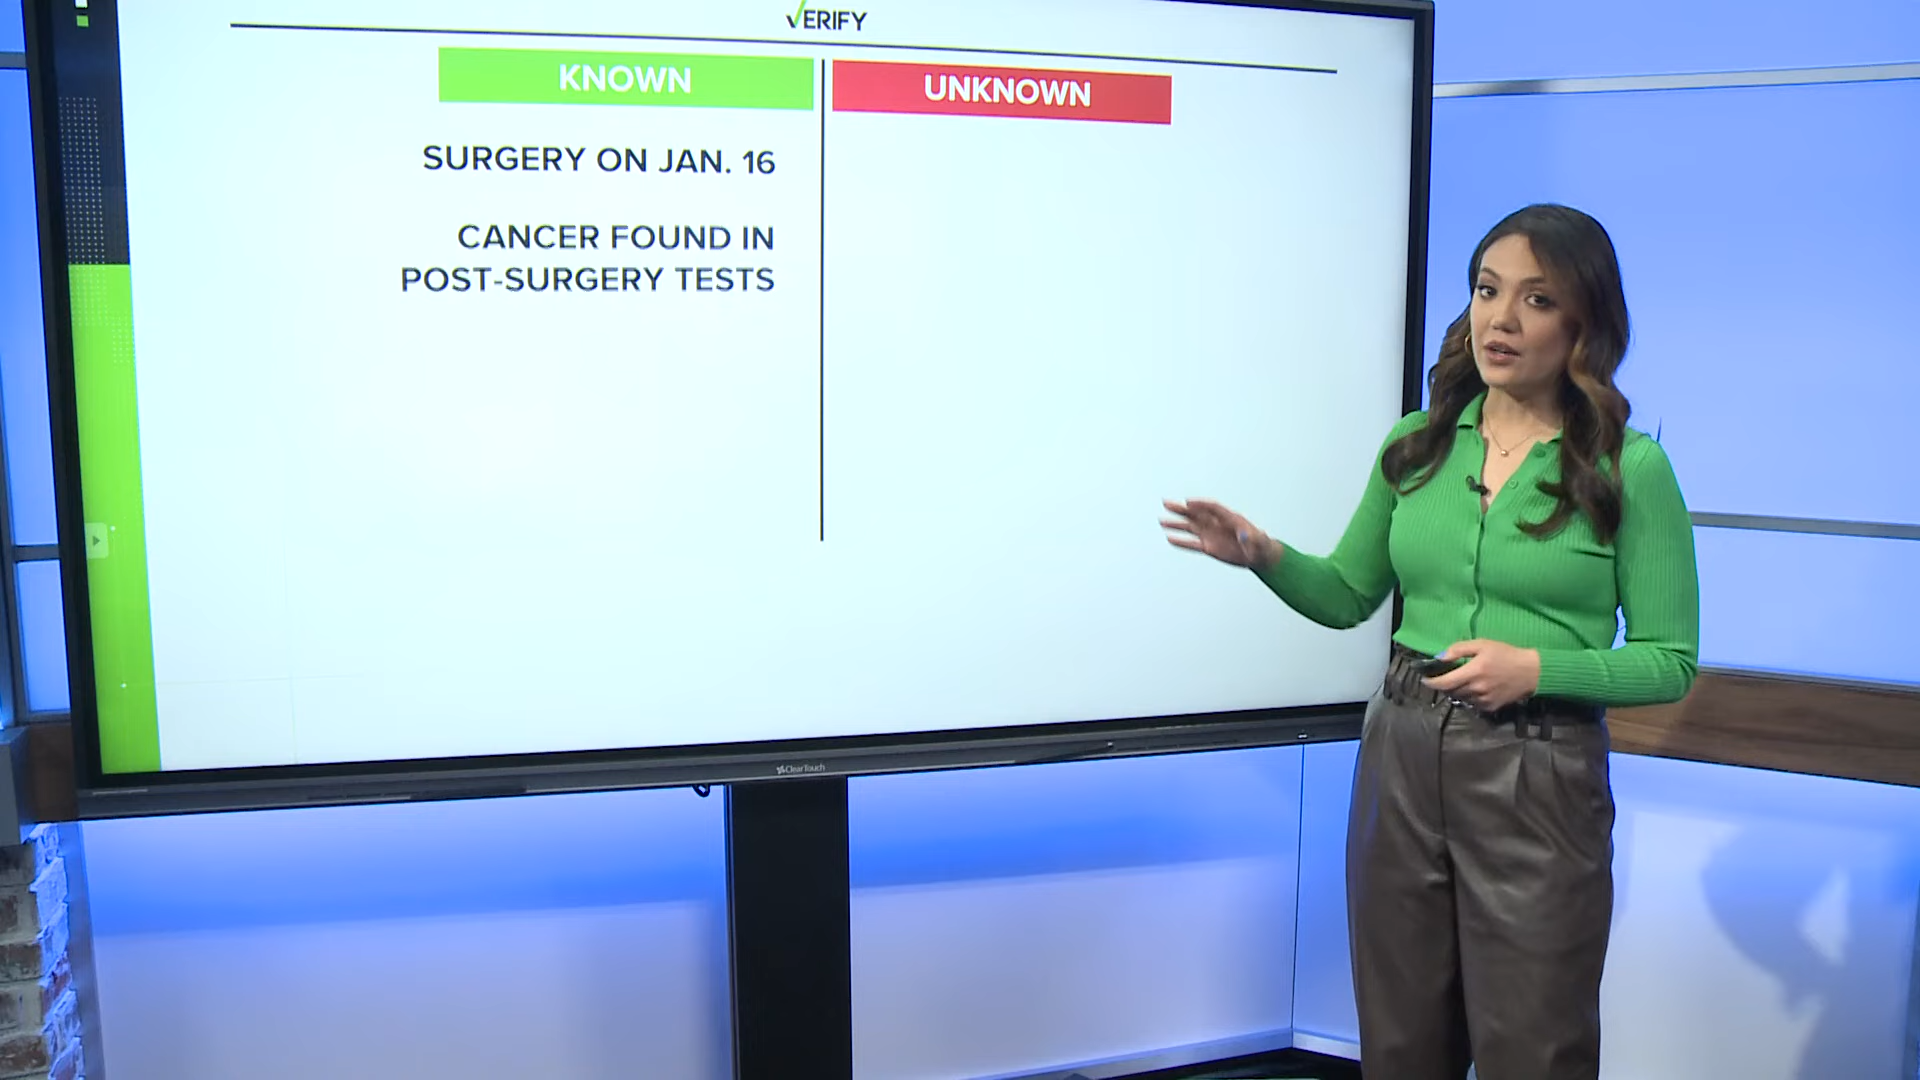 VERIFY
KNOWN
UNKNOWN
SURGERY ON JAN. 16
CANCER FOUND IN
POST-SURGERY TESTS
ClearTouch